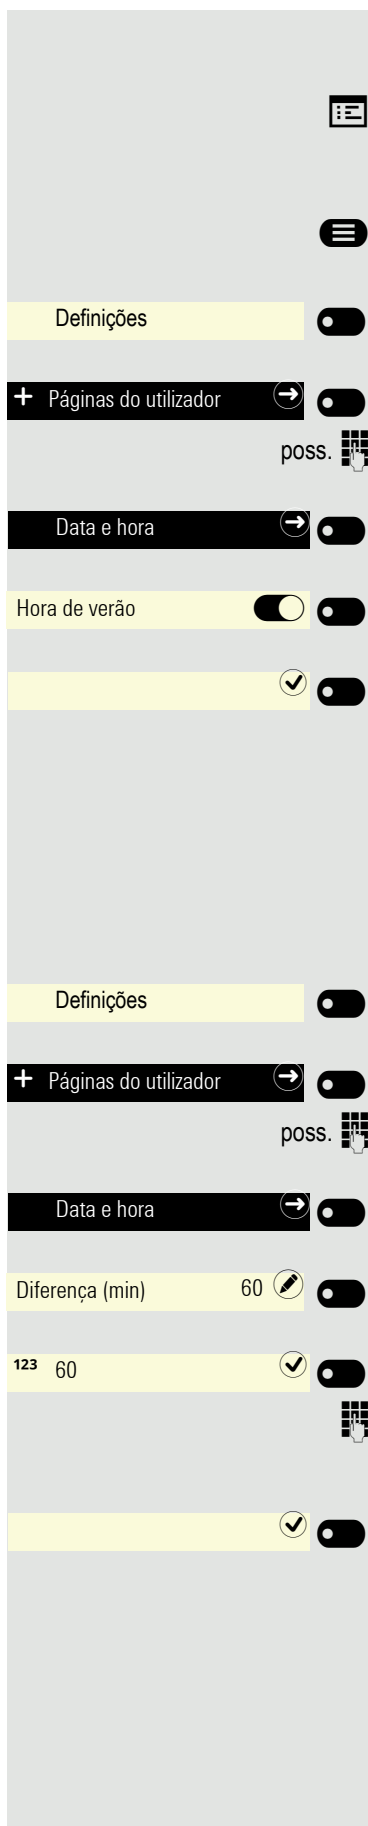 Definições
+ Páginas do utilizador
poss.
Data e hora
Hora de verão
Definições
+ Páginas do utilizador
poss.
Data e hora
Diferença (min) 60
123 60